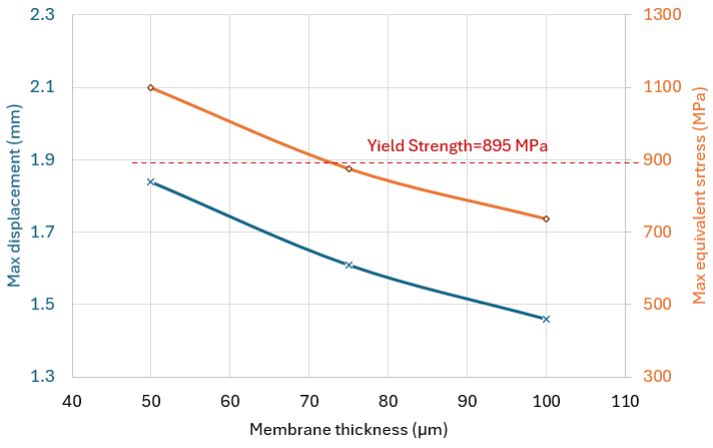 2.3
2.1
1.9
1.7
1.5
1.3
Max displacement (mm)
1300
1100
900
700
500
300
Max equivalent srtress (MPa)
Yield Strength=895 MPa
40 50 60 70 80 90 100 110
Membrane thickness (µm)